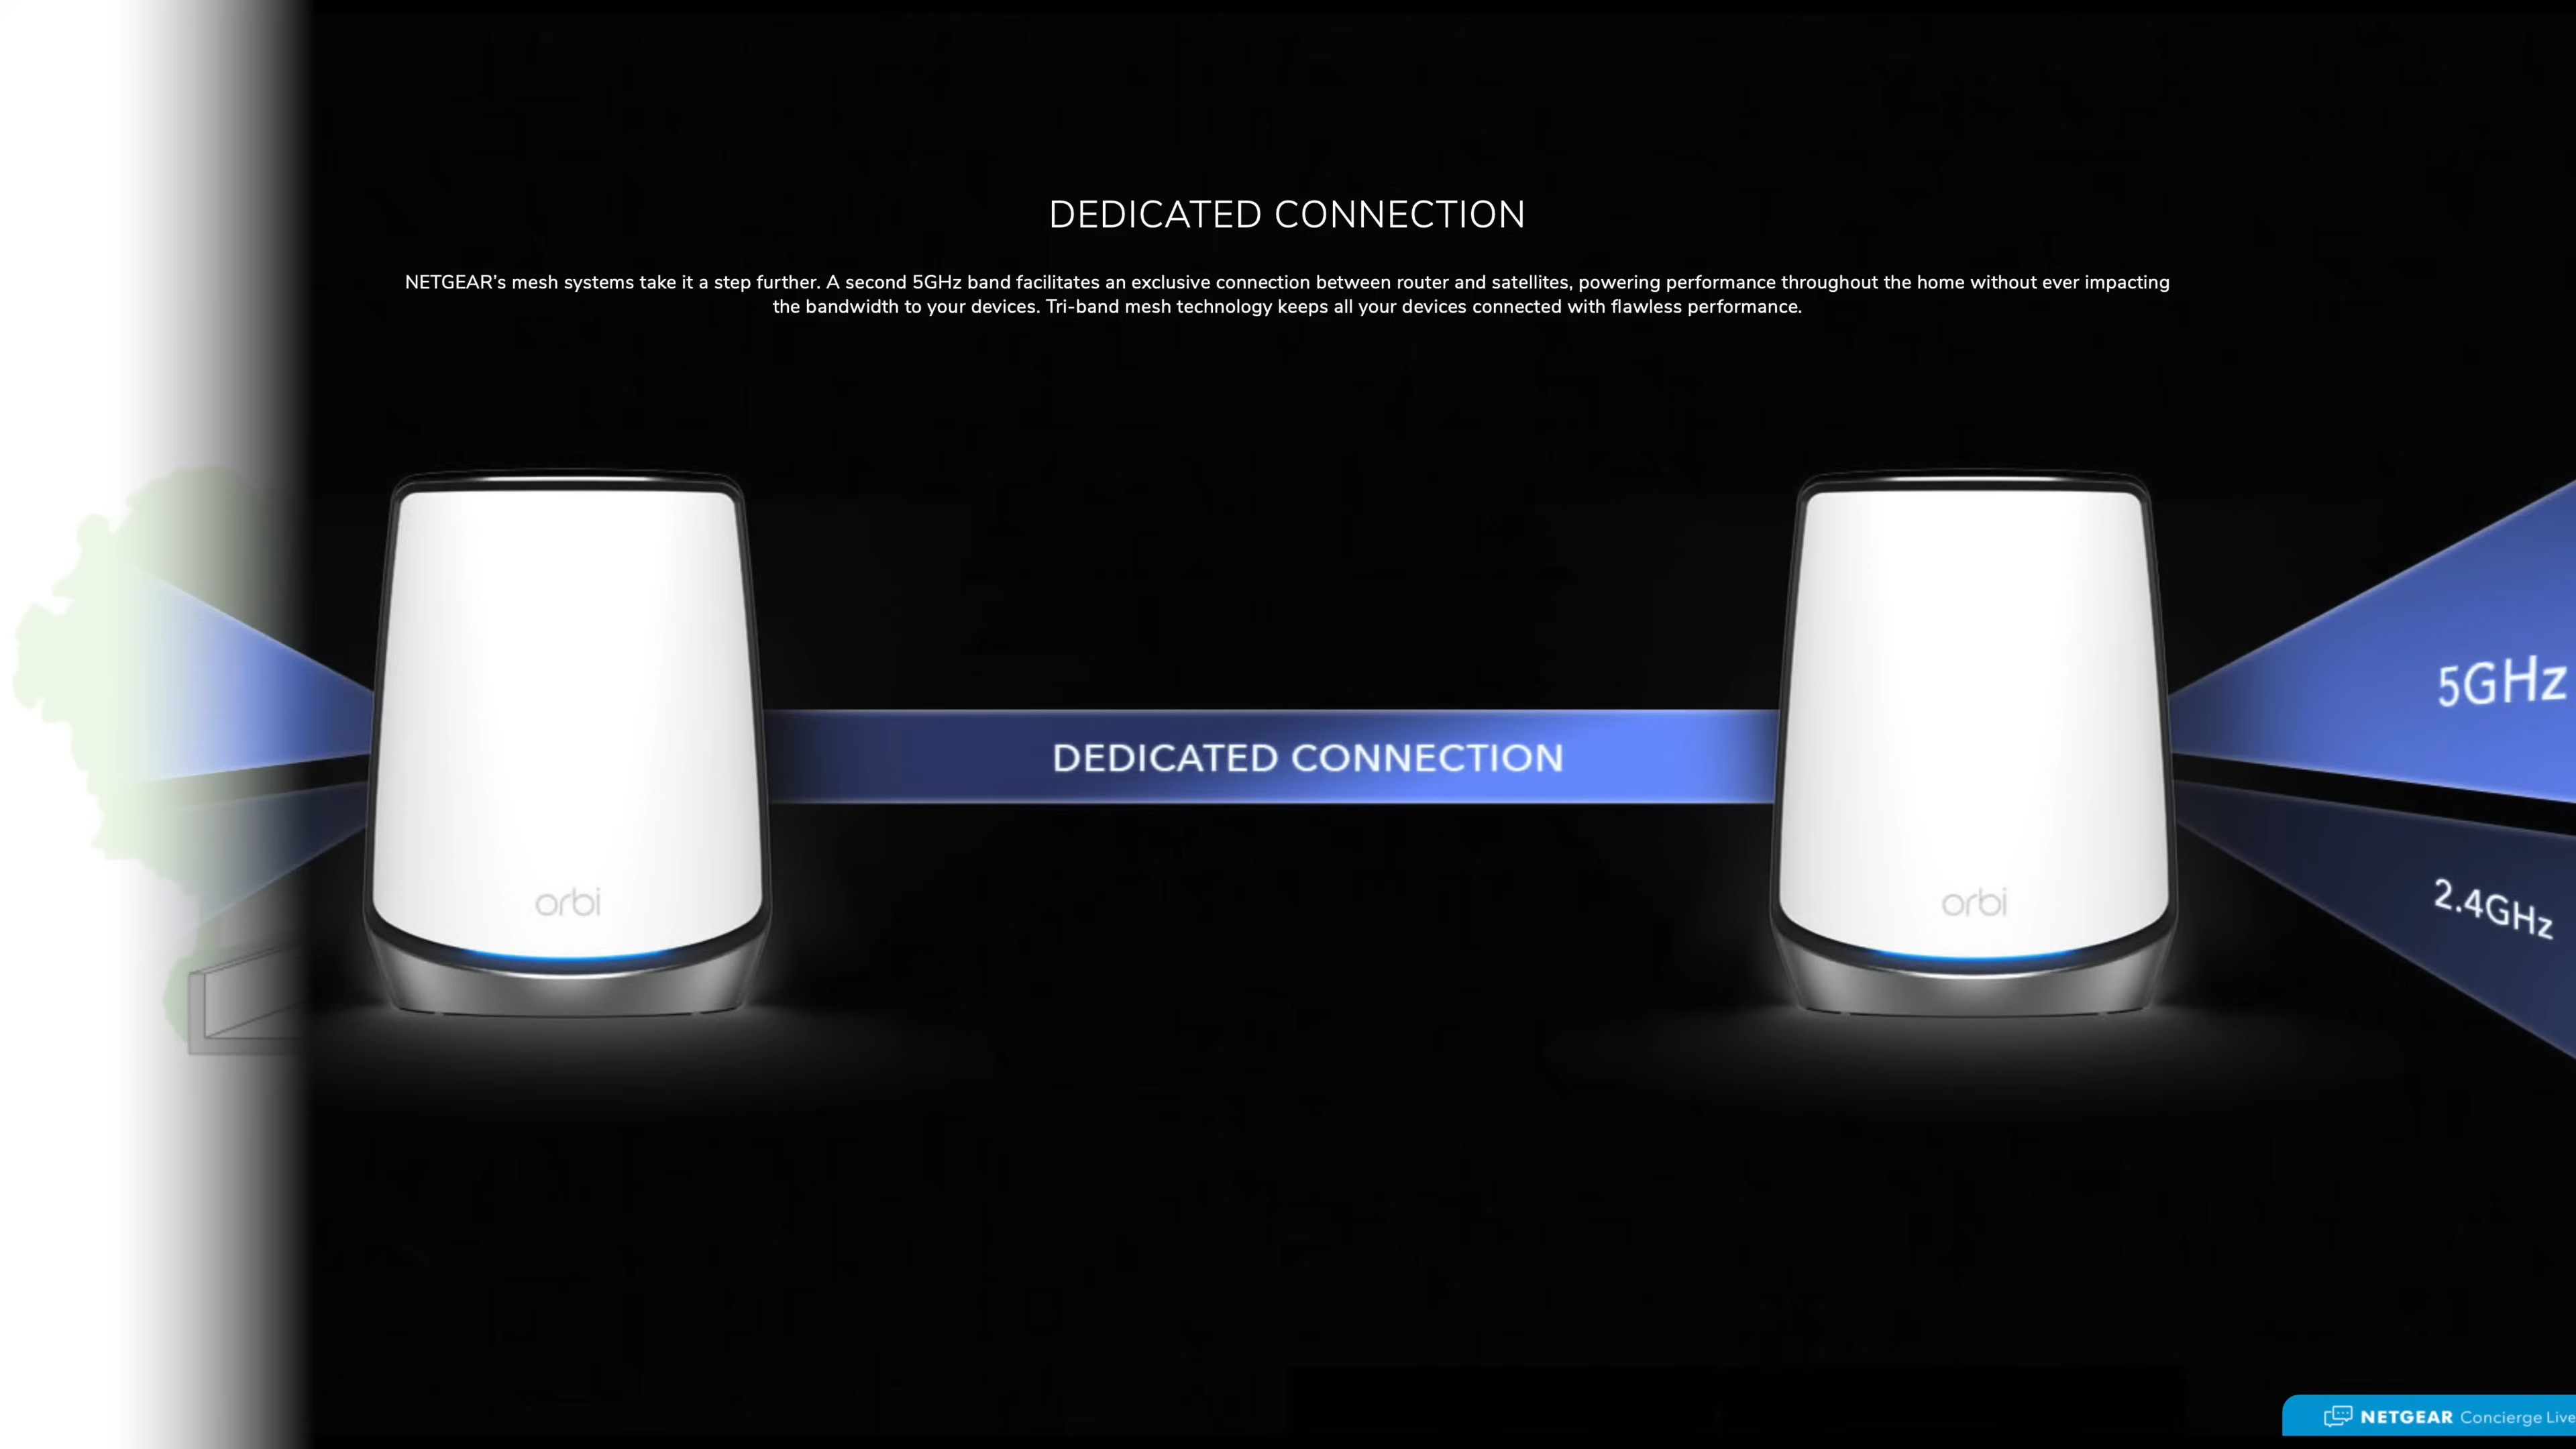 DEDICATED CONNECTION
NETGEAR's mesh systems take it a step further. A second 5GHz band facilitates an exclusive connection between router and satellites, powering performance throughout the home without ever impacting
the bandwidth to your devices. Tri-band mesh technology keeps all your devices connected with flawless performance.
5GHz
DEDICATED CONNECTION
orbi
orbi
2.4GHz
NETGEAR Concierge Live